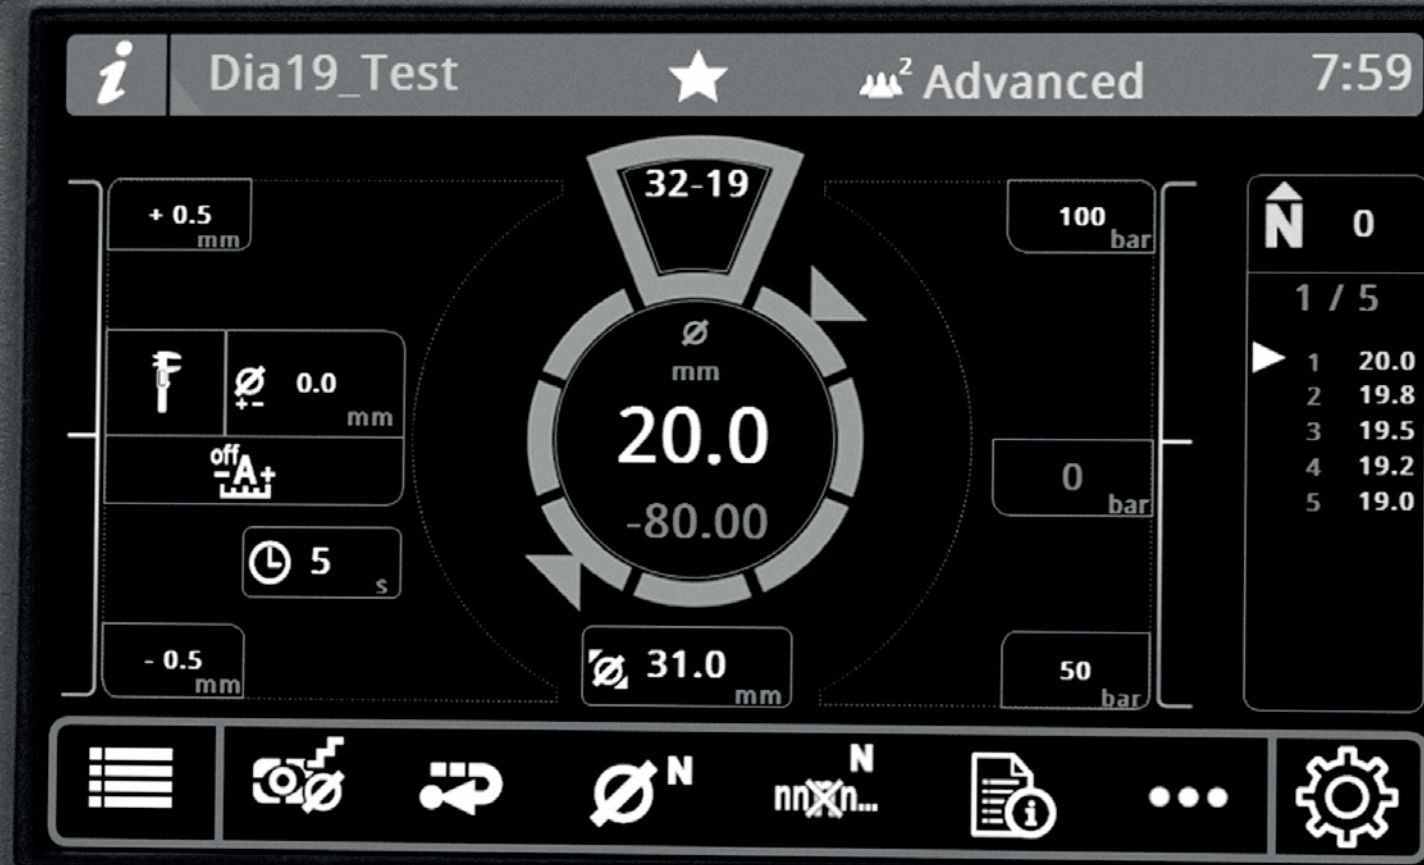 i Dia19_Test 2 Advanced 7:59
32-19
+ 0.5 mm
100 bar
N 0
1 / 5
1 20.0
2 19.8
3 19.5
4 19.2
5 19.0
Ø mm
20.0
-80.00
Ø +- 0.0 mm
off -A+
0 bar
5 s
- 0.5 mm
Ø 31.0 mm
50 bar
Ø N
N
nnXn...
i